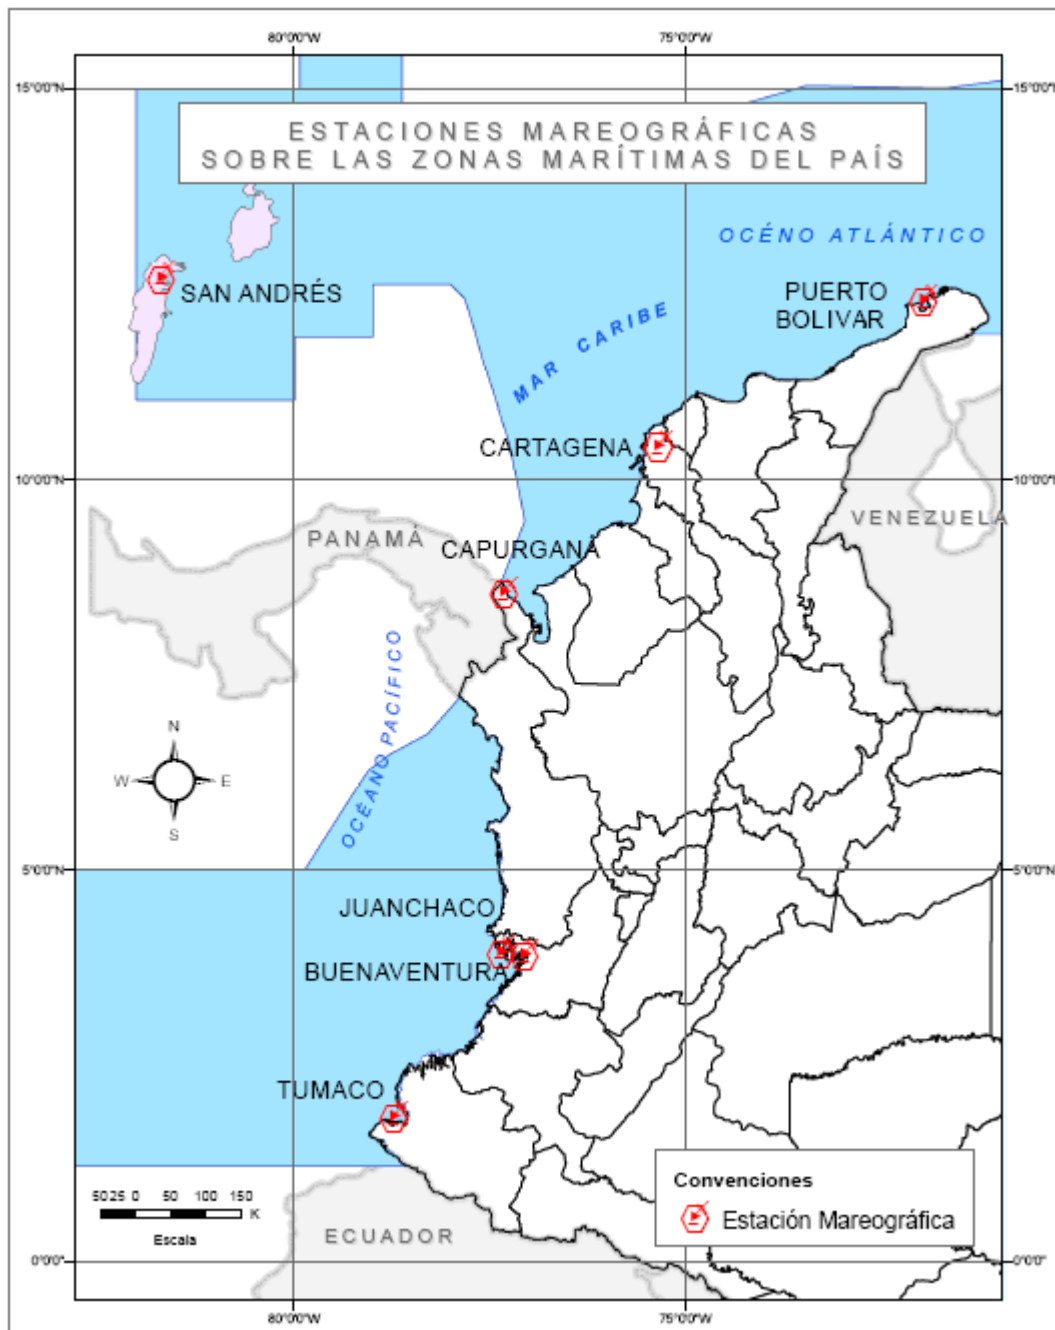 80°0'0"W
75°0'0"W
15°0'0"N
15°0'0"N
ESTACIONES MAREOGRÁFICAS
SOBRE LAS ZONAS MARÍTIMAS DEL PAÍS
OCÉNO ATLÁNTICO
SAN ANDRÉS
PUERTO
BOLIVAR
MAR CARIBE
CARTAGENA
10°0'0"N
10°0'0"N
VENEZUELA
PANAMÁ
CAPURGANÁ
OCÉANO PACÍFICO
N
W
E
S
5°0'0"N
5°0'0"N
JUANCHACO
BUENAVENTURA
TUMACO
Convenciones
Estación Mareográfica
5025 0 50 100 150
K
Escala
ECUADOR
0°0'0"
0°0'0"
80°0'0"W
75°0'0"W